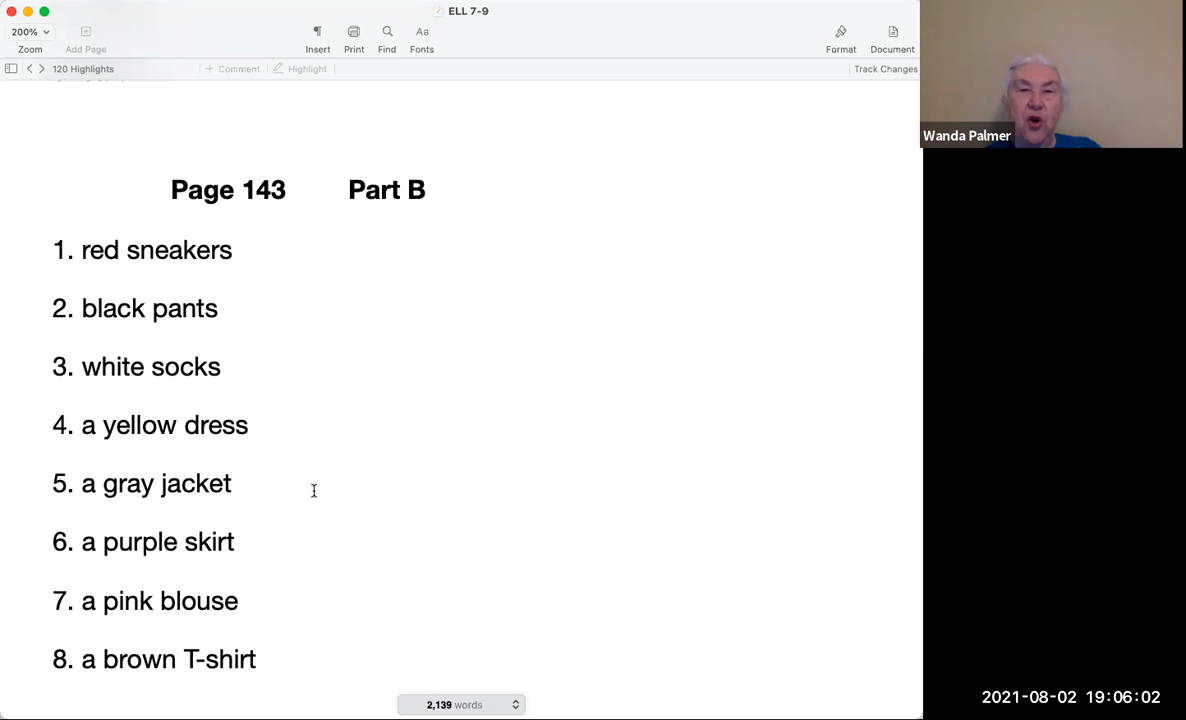 ELL 7-9
200%
Zoom
Add Page
Insert
Print
Find
Aa
Fonts
Format
Document
120 Highlights
+ Comment
Highlight
Track Changes
Wanda Palmer
Page 143 Part B
1. red sneakers
2. black pants
3. white socks
4. a yellow dress
5. a gray jacket
6. a purple skirt
7. a pink blouse
8. a brown T-shirt
2,139 words
2021-08-02 19:06:02